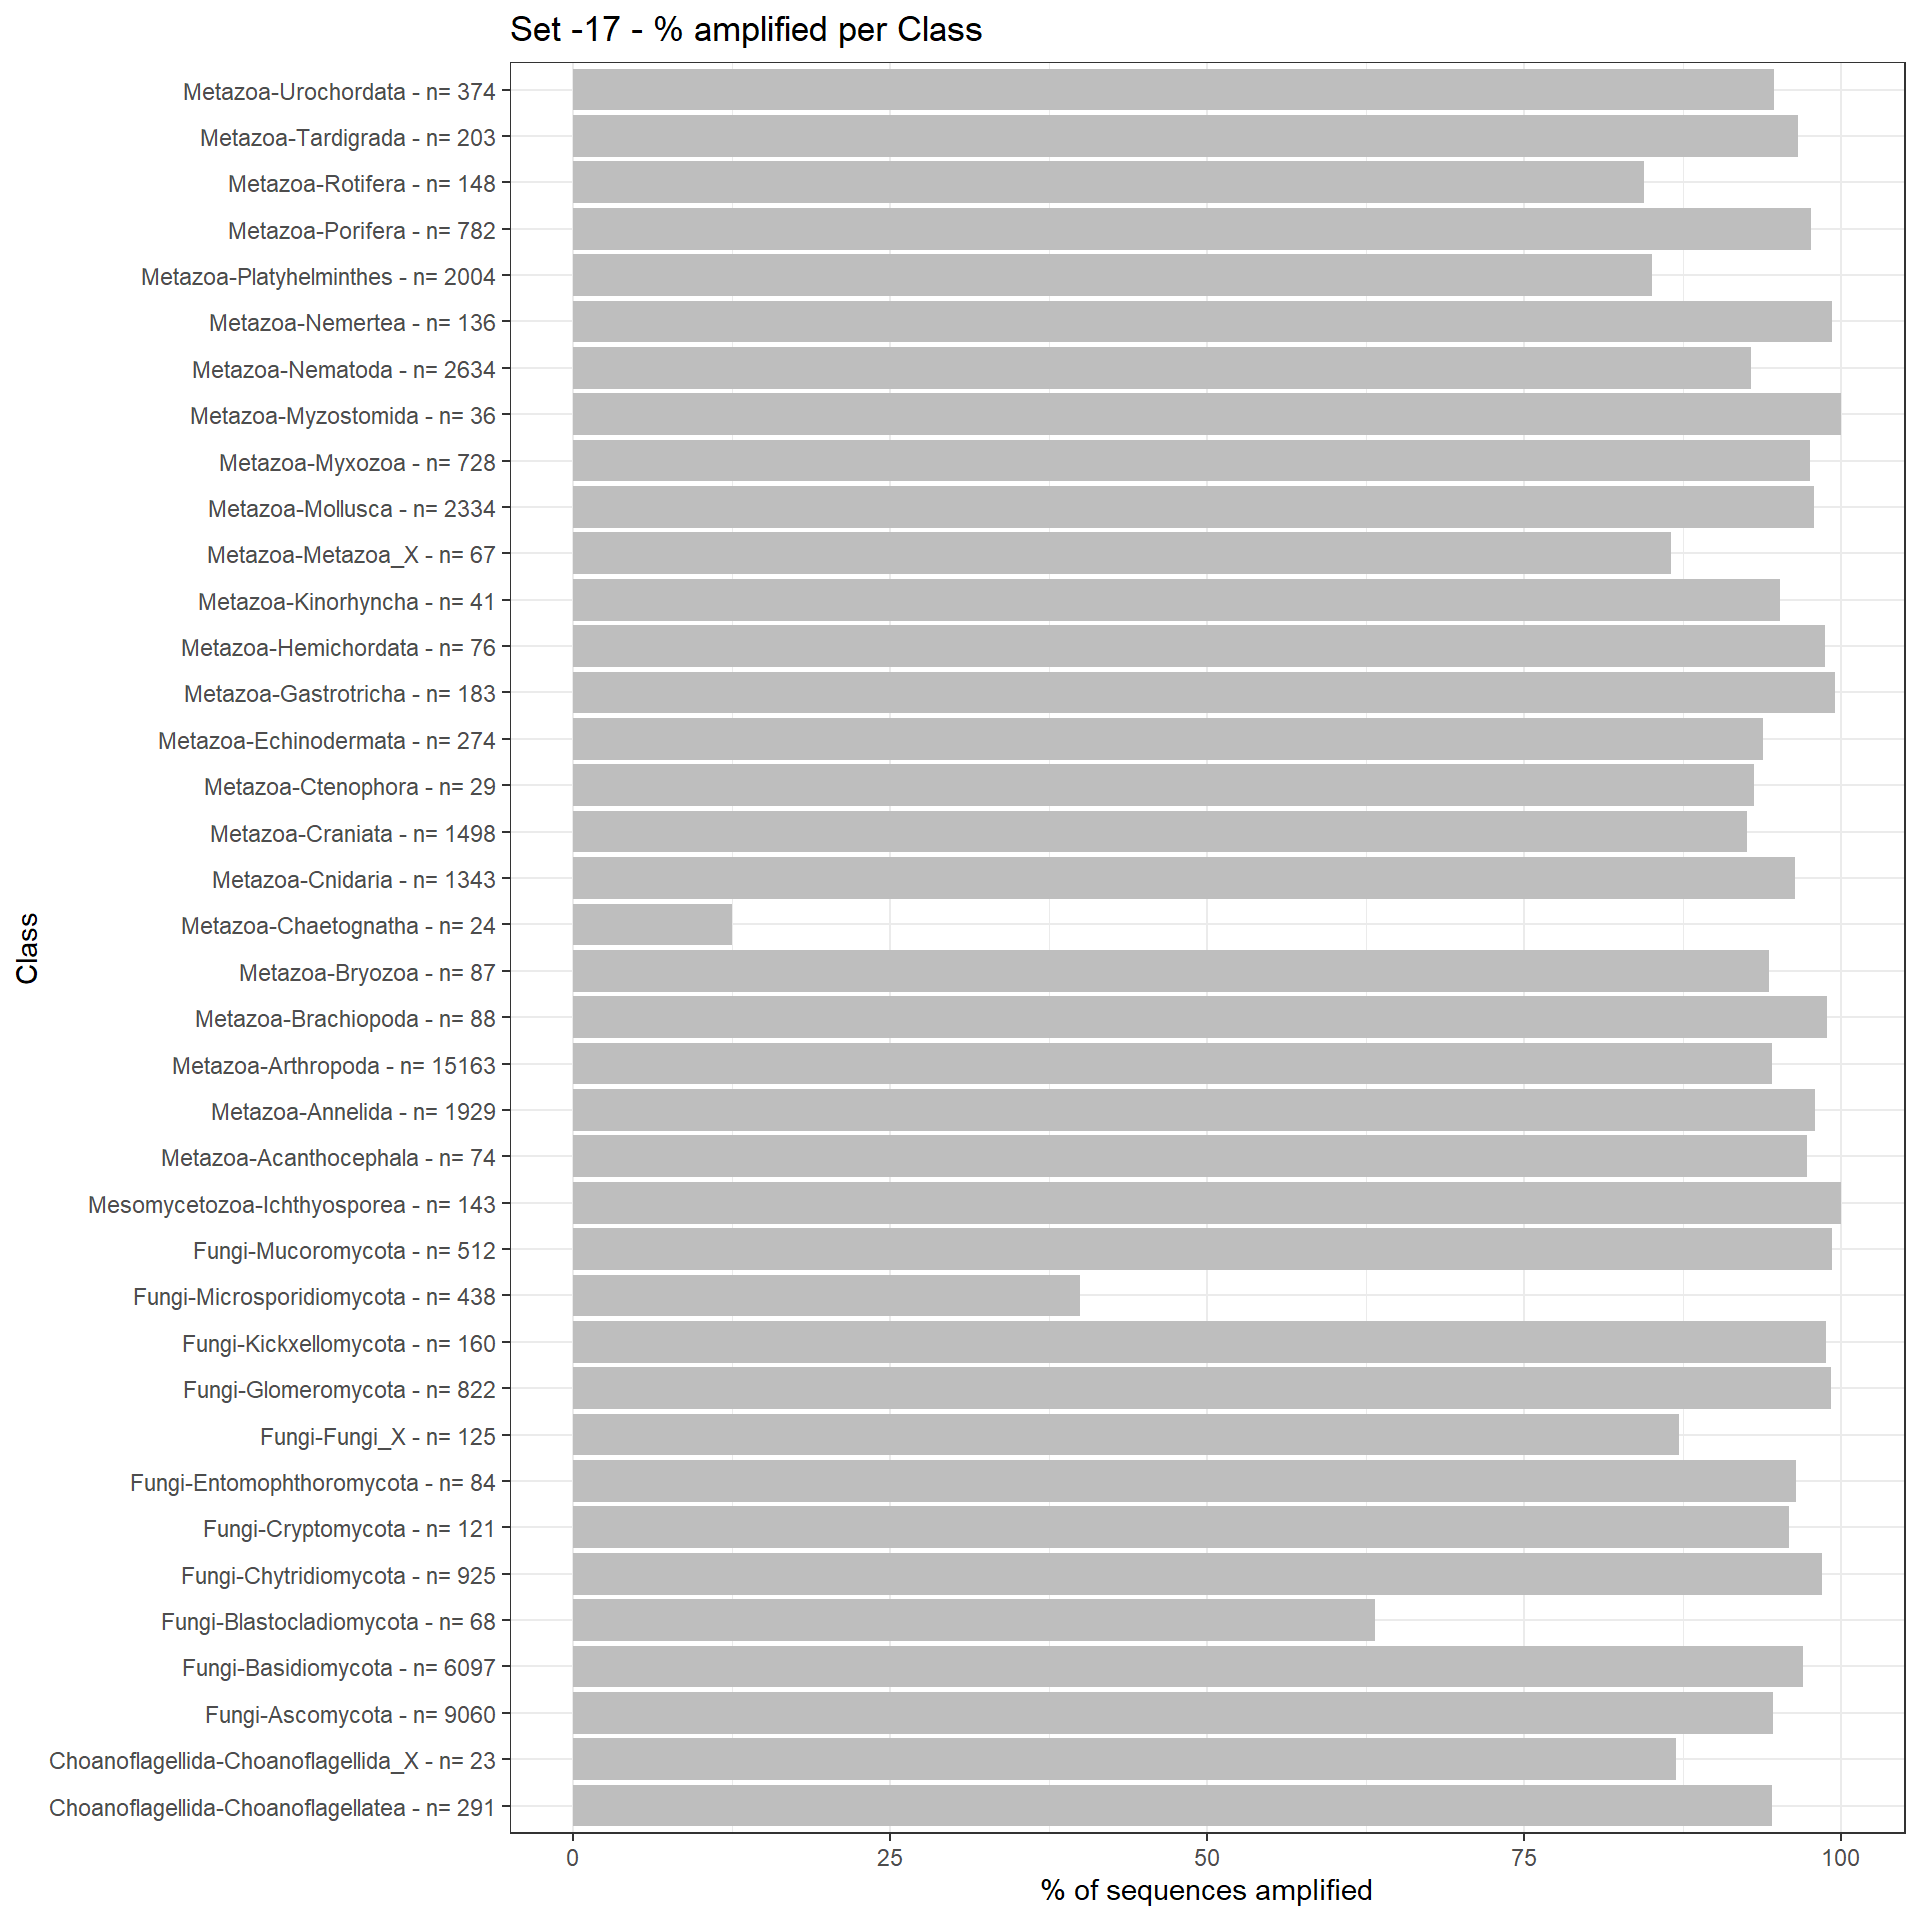 Set -17 - % amplified per Class
Metazoa-Urochordata - n= 374
Metazoa-Tardigrada - n= 203
Metazoa-Rotifera - n= 148
Metazoa-Porifera - n= 782
Metazoa-Platyhelminthes - n= 2004
Metazoa-Nemertea - n= 136
Metazoa-Nematoda - n= 2634
Metazoa-Myzostomida - n= 36
Metazoa-Myxozoa - n= 728
Metazoa-Mollusca - n= 2334
Metazoa-Metazoa_X - n= 67
Metazoa-Kinorhyncha - n= 41
Metazoa-Hemichordata - n= 76
Metazoa-Gastrotricha - n= 183
Metazoa-Echinodermata - n= 274
Metazoa-Ctenophora - n= 29
Metazoa-Craniata - n= 1498
Metazoa-Cnidaria - n= 1343
Metazoa-Chaetognatha - n= 24
Metazoa-Bryozoa - n= 87
Metazoa-Brachiopoda - n= 88
Metazoa-Arthropoda - n= 15163
Metazoa-Annelida - n= 1929
Metazoa-Acanthocephala - n= 74
Mesomycetozoa-Ichthyosporea - n= 143
Fungi-Mucoromycota - n= 512
Fungi-Microsporidiomycota - n= 438
Fungi-Kickxellomycota - n= 160
Fungi-Glomeromycota - n= 822
Fungi-Fungi_X - n= 125
Fungi-Entomophthoromycota - n= 84
Fungi-Cryptomycota - n= 121
Fungi-Chytridiomycota - n= 925
Fungi-Blastocladiomycota - n= 68
Fungi-Basidiomycota - n= 6097
Fungi-Ascomycota - n= 9060
Choanoflagellida-Choanoflagellida_X - n= 23
Choanoflagellida-Choanoflagellatea - n= 291
Class
0 25 50 75 100
% of sequences amplified